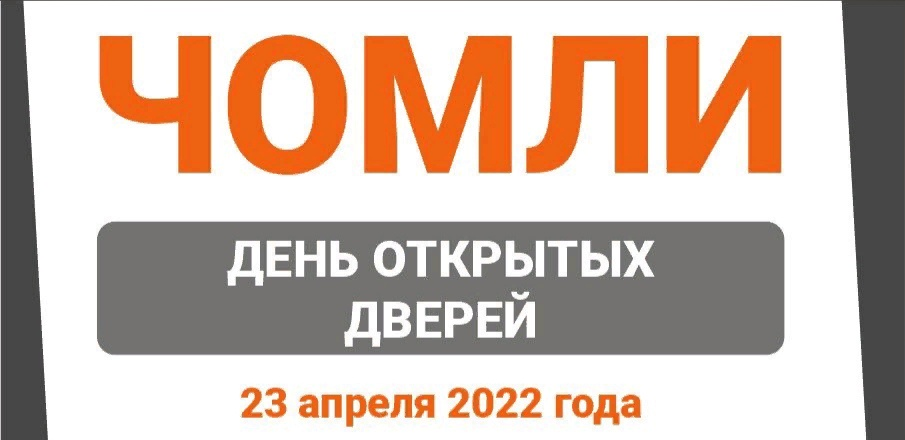 ЧОМЛИ
ДЕНЬ ОТКРЫТЫХ
ДВЕРЕЙ
23 апреля 2022 года